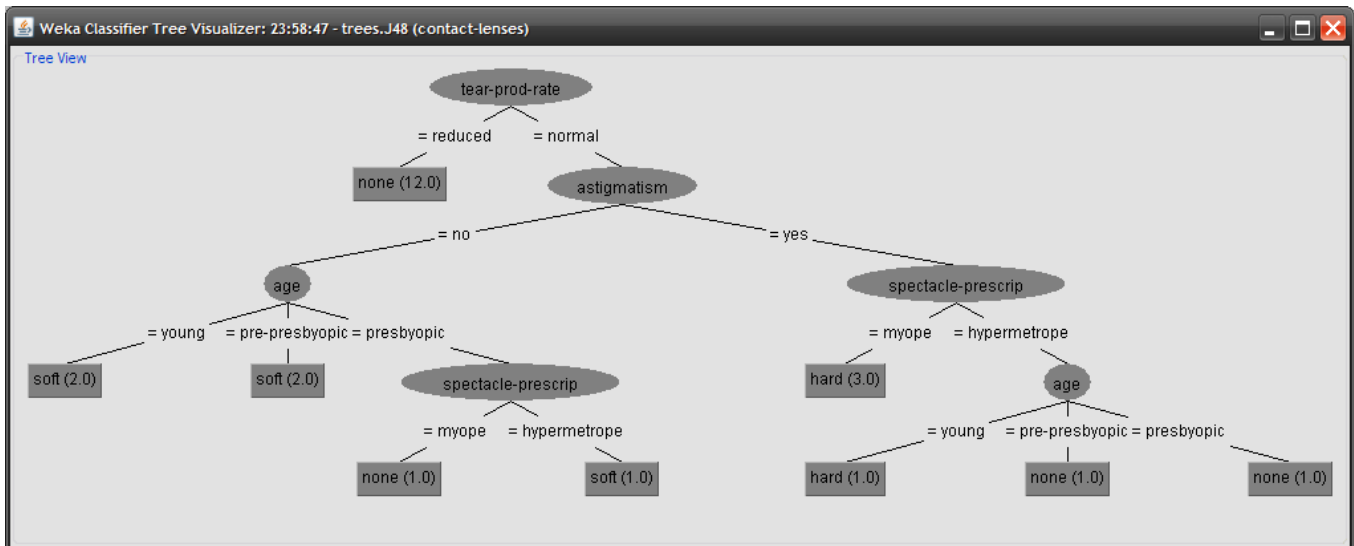 Weka Classifier Tree Visualizer: 23:58:47 - trees.J48 (contact-lenses)
Tree View
tear-prod-rate
= reduced = normal
none (12.0) astigmatism
= no = yes
age spectacle-prescrip
= young = pre-presbyopic = presbyopic = myope = hypermetrope
soft (2.0) soft (2.0) spectacle-prescrip hard (3.0) age
= myope = hypermetrope = young = pre-presbyopic = presbyopic
none (1.0) soft (1.0) hard (1.0) none (1.0) none (1.0)